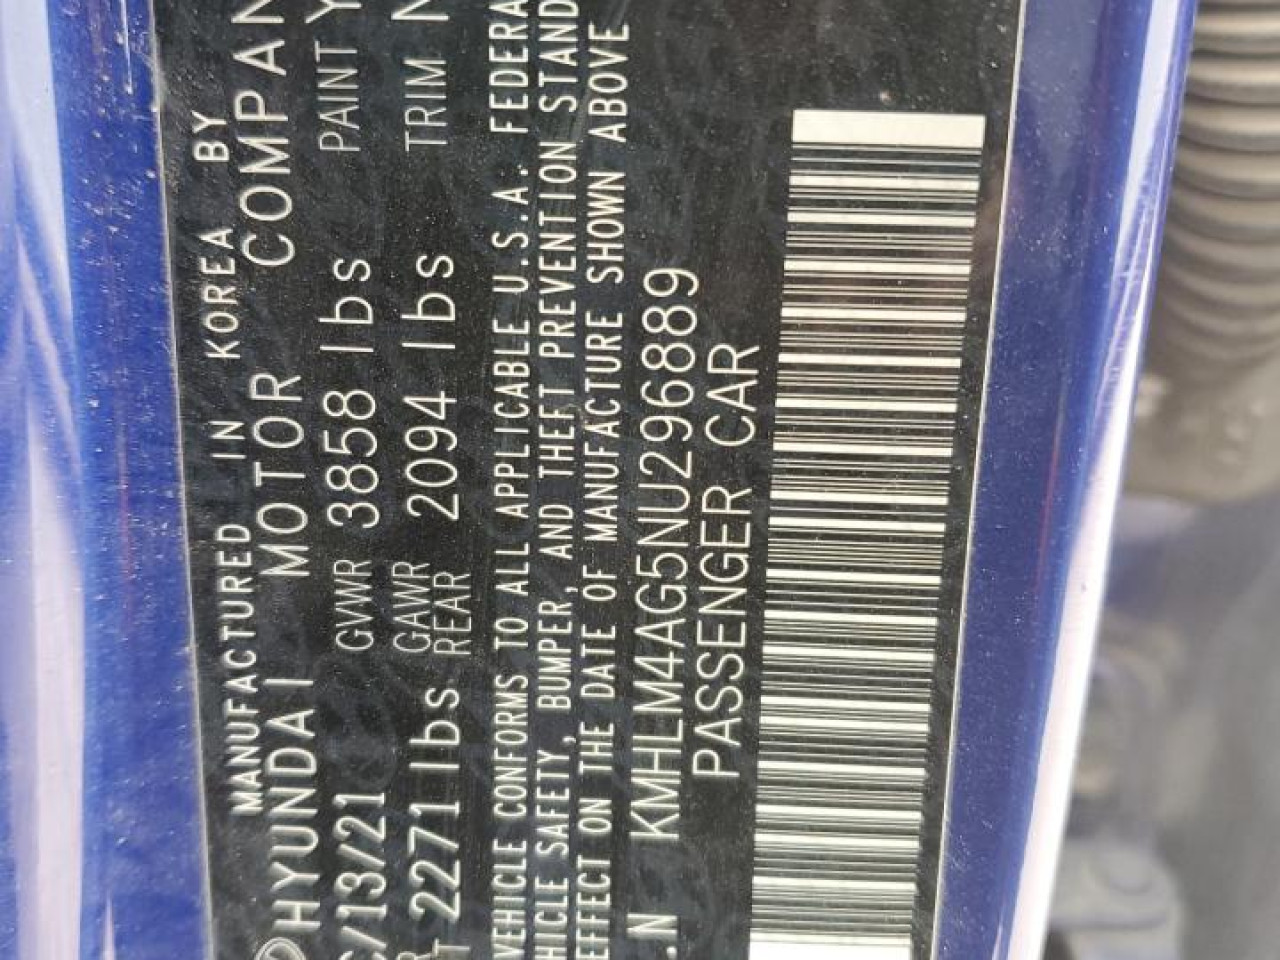 MANUFACTURED IN KOREA BY
HYUNDAI MOTOR COMPAN
C/13/21 GVWR 3858 lbs PAINT Y
GAWR
2271 lbs REAR 2094 lbs TRIM N
VEHICLE CONFORMS TO ALL APPLICABLE U.S.A. FEDERA
HICLE SAFETY, BUMPER, AND THEFT PREVENTION STAND
EFFECT ON THE DATE OF MANUFACTURE SHOWN ABOVE
.N KMHLM4AG5NU296889
PASSENGER CAR